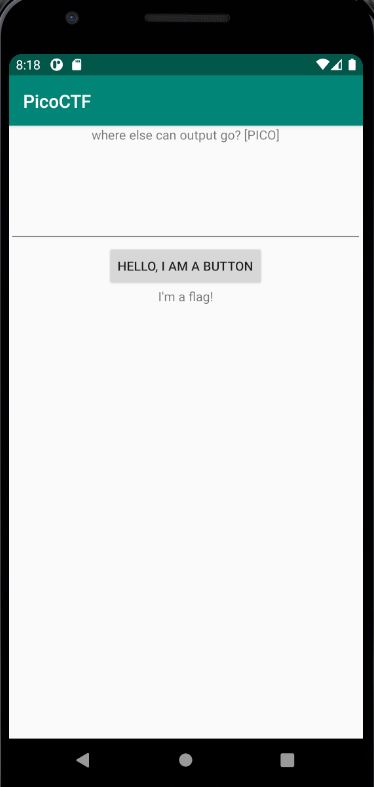 8:18
PicoCTF
where else can output go? [PICO]
HELLO, I AM A BUTTON
I'm a flag!